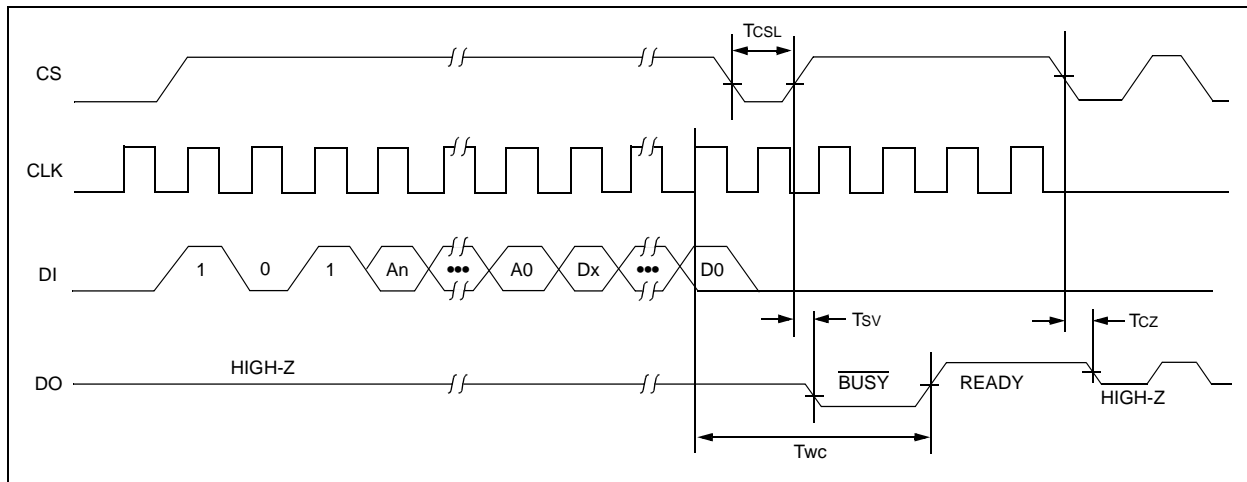 TCSL
CS
CLK
DI
1
0
1
An
•••
A0
Dx
•••
D0
TSV
TCZ
HIGH-Z
DO
BUSY
READY
HIGH-Z
Twc